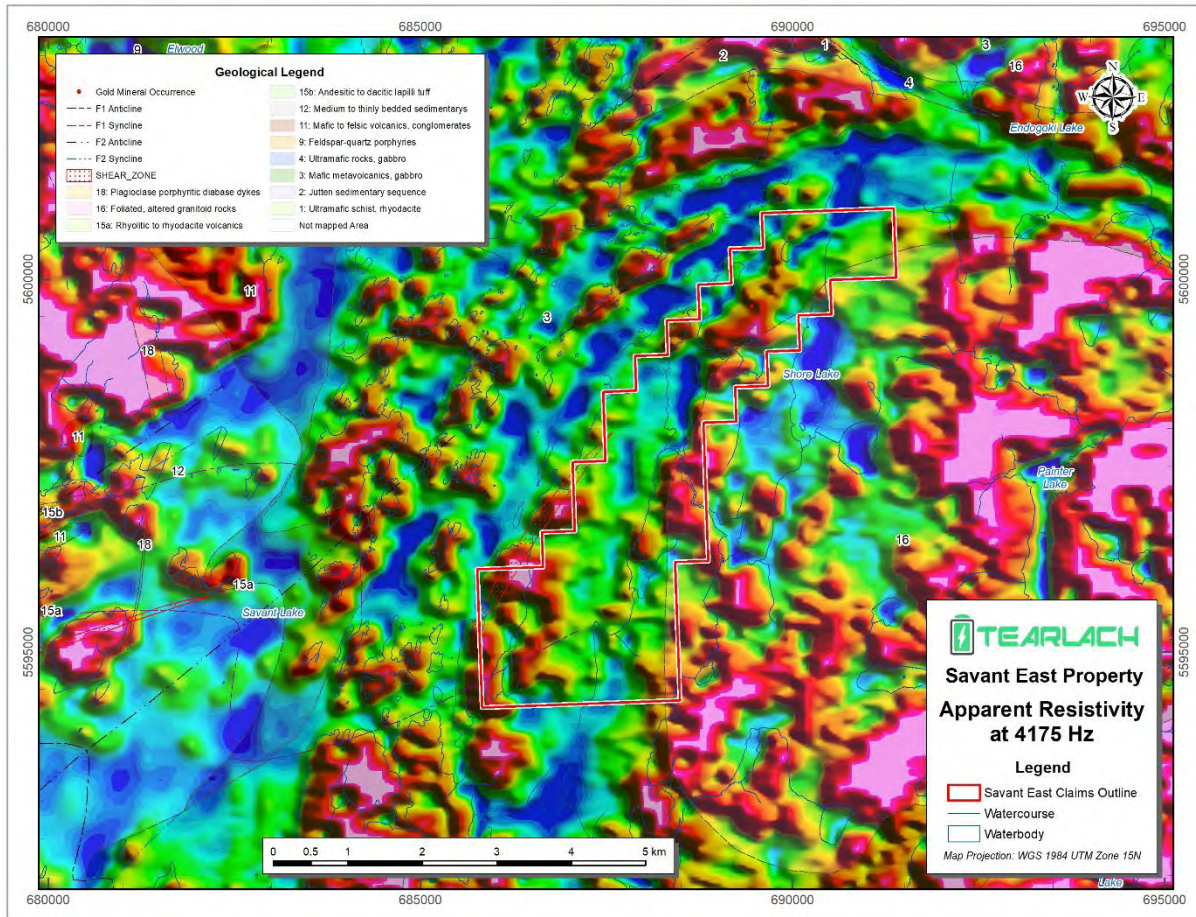 680000
685000
690000
695000
9
Elwood
1
2
3
16
4
Endogoki Lake
N
W
E
S
Geological Legend
Gold Mineral Occurrence
F1 Anticline
F1 Syncline
F2 Anticline
F2 Syncline
SHEAR_ZONE
18: Plagioclase porphyritic diabase dykes
16: Foliated, altered granitoid rocks
15a: Rhyolitic to rhyodacite volcanics
15b: Andesitic to dacitic lapilli tuff
12: Medium to thinly bedded sedimentarys
11: Mafic to felsic volcanics, conglomerates
9: Feldspar-quartz porphyries
4: Ultramafic rocks, gabbro
3: Mafic metavolcanics, gabbro
2: Jutten sedimentary sequence
1: Ultramafic schist, rhyodacite
Not mapped Area
5600000
5600000
11
3
18
Shore Lake
11
12
Painter
Lake
15b
11
18
16
15a
15a
Savant Lake
5595000
5595000
TEARLACH
Savant East Property
Apparent Resistivity
at 4175 Hz
Legend
Savant East Claims Outline
Watercourse
Waterbody
Map Projection: WGS 1984 UTM Zone 15N
0 0.5 1 2 3 4 5 km
Lake
680000
685000
690000
695000